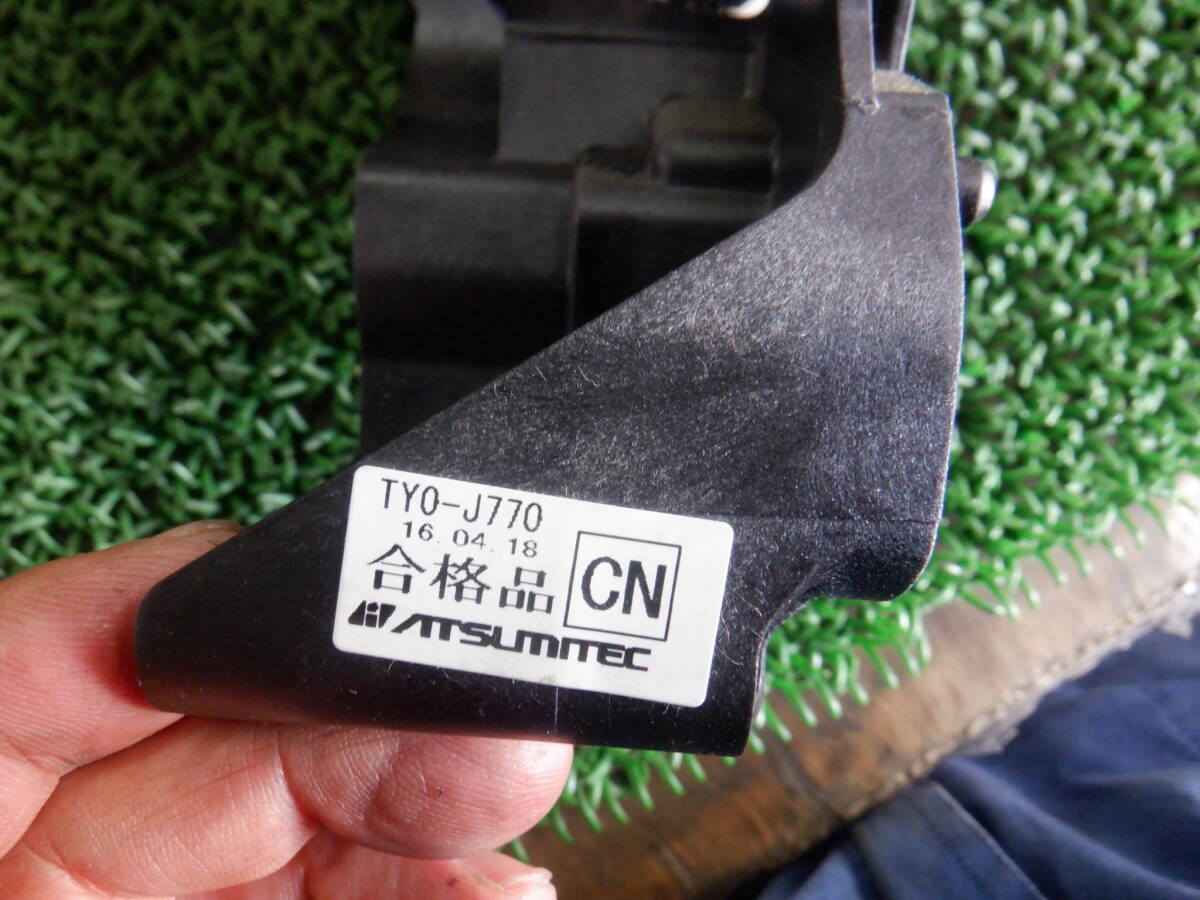 TY0-J770
16.04.18
合格品 CN
ATSUMITEC